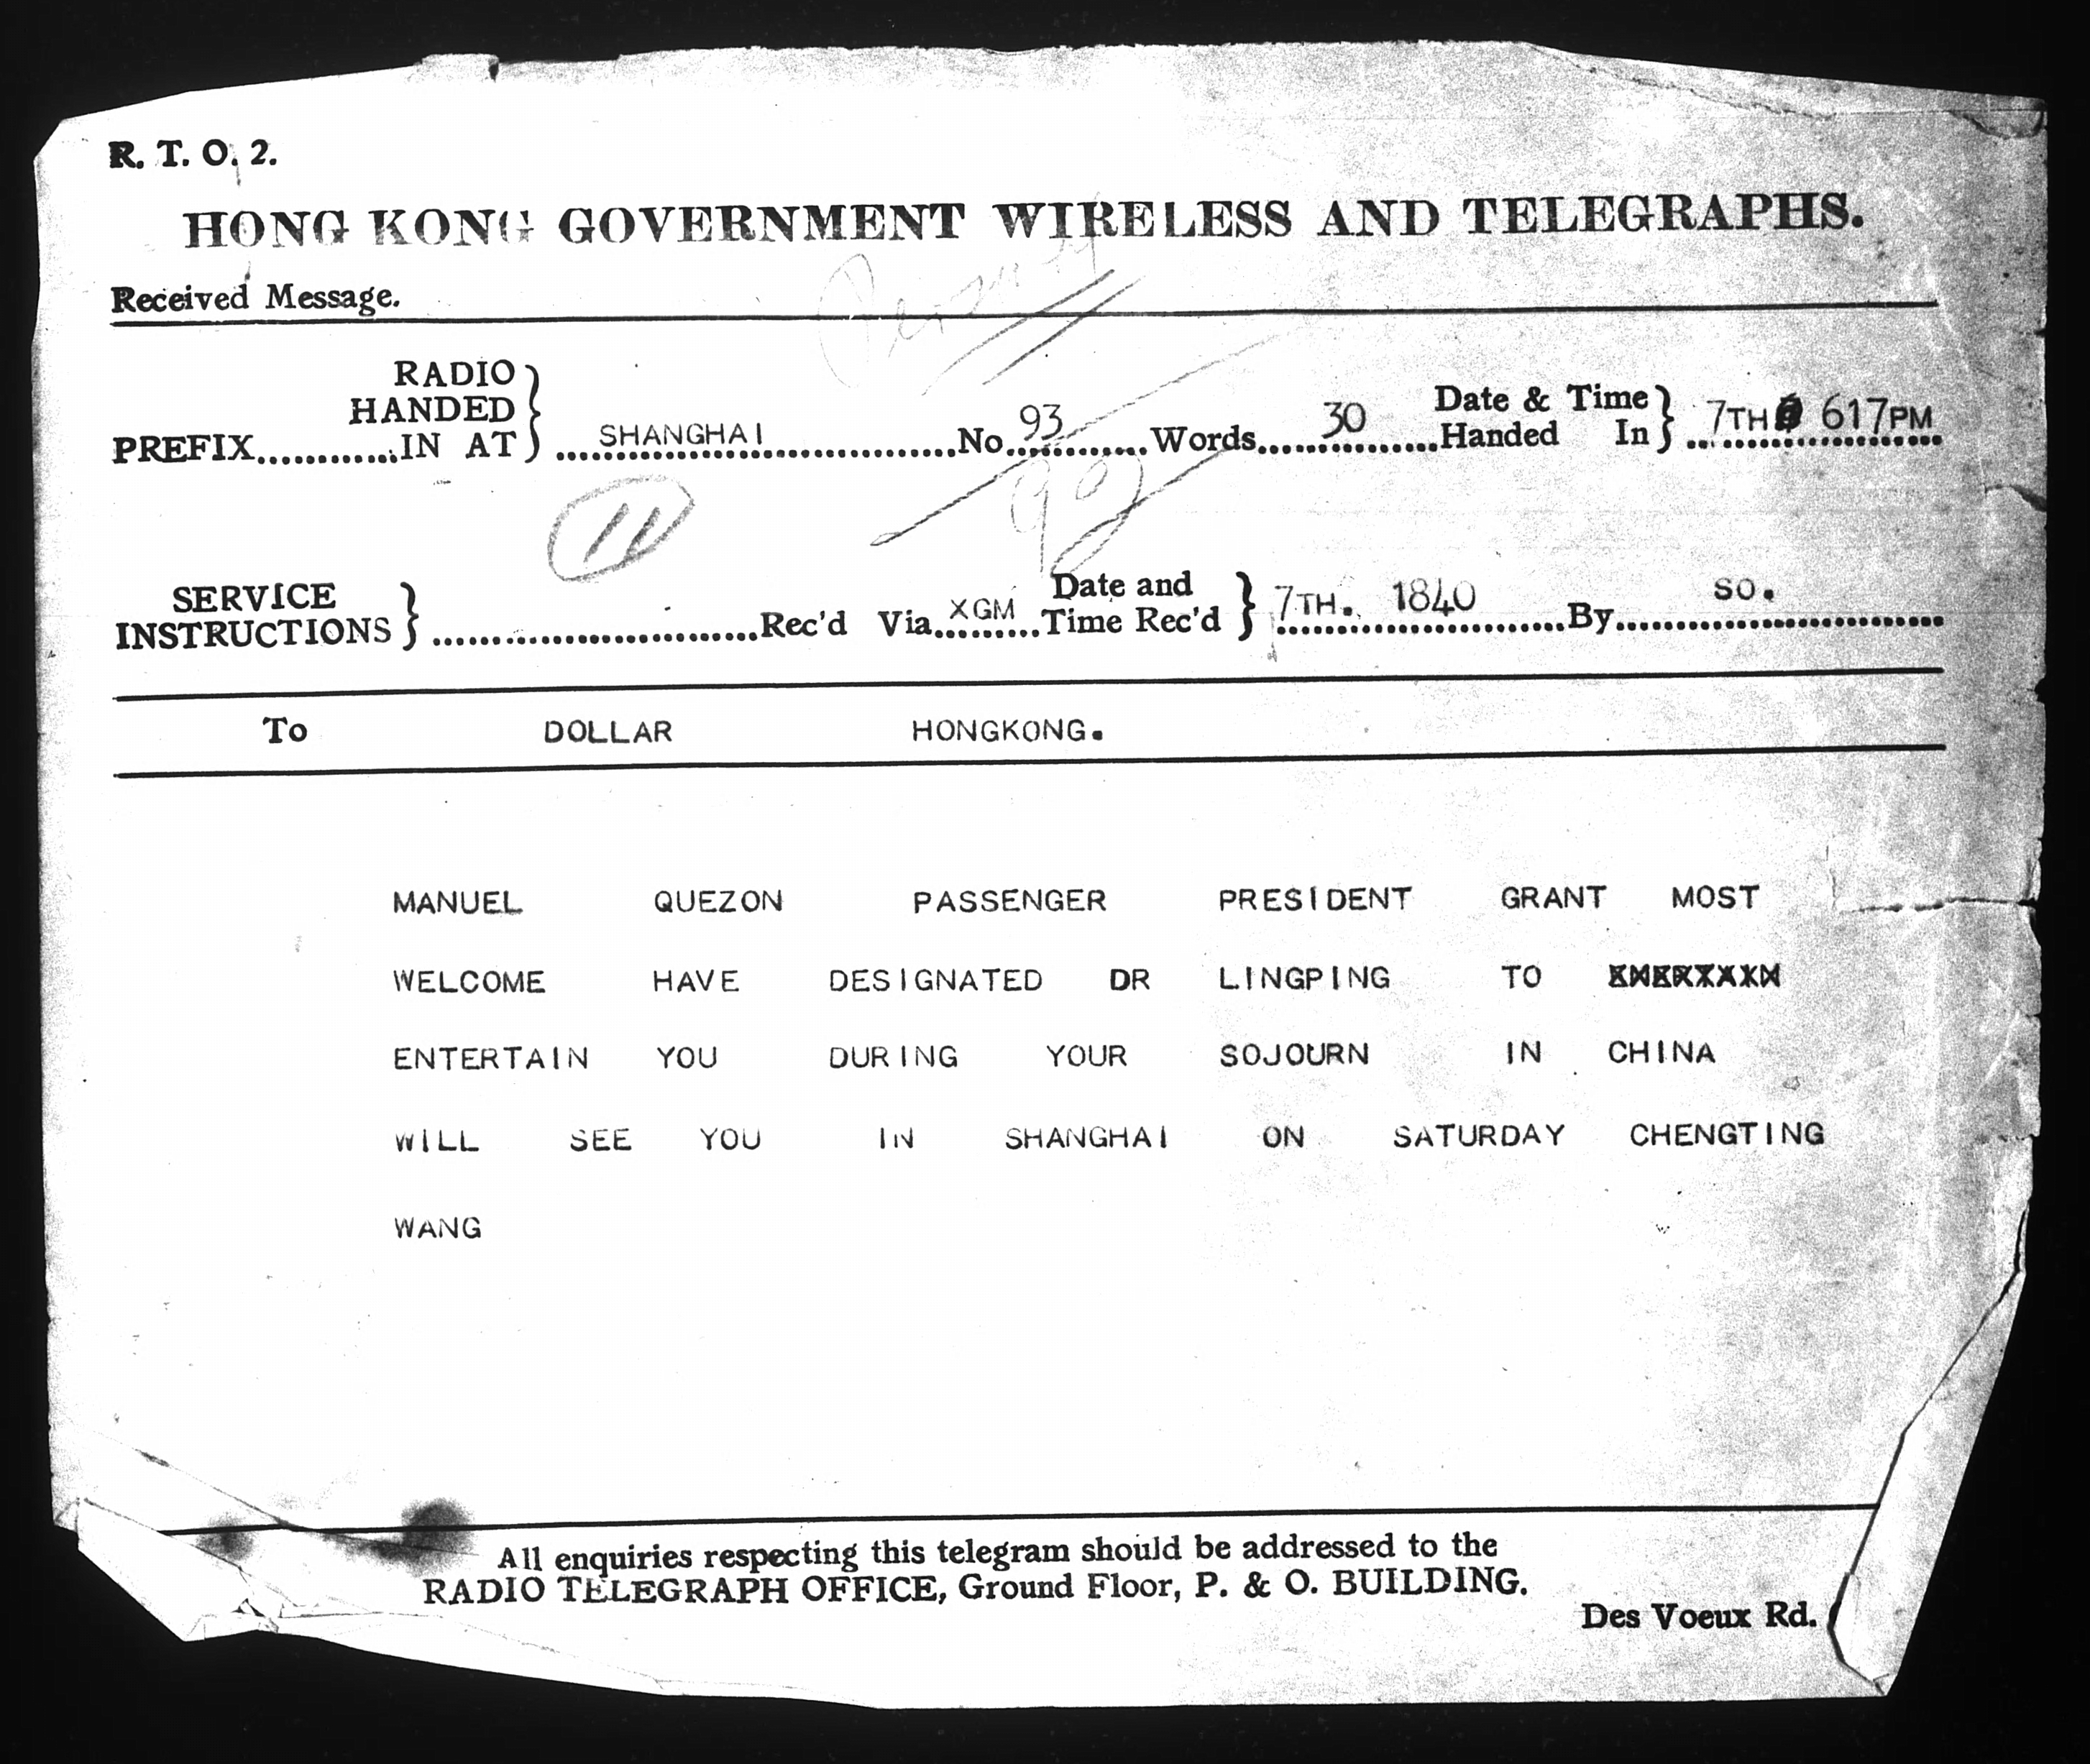 R. T. O. 2.
HONG KONG GOVERNMENT WIRELESS AND TELEGRAPHS.
Received Message.
RADIO
HANDED
PREFIX............IN AT } SHANGHAI No. 93 Words 30 Date & Time Handed In } 7TH 617PM
11
SERVICE INSTRUCTIONS } Rec'd Via XGM Date and Time Rec'd } 7TH. 1840 By so.
To DOLLAR HONGKONG.
MANUEL QUEZON PASSENGER PRESIDENT GRANT MOST
WELCOME HAVE DESIGNATED DR LINGPING TO
ENTERTAIN YOU DURING YOUR SOJOURN IN CHINA
WILL SEE YOU IN SHANGHAI ON SATURDAY CHENGTING
WANG
All enquiries respecting this telegram should be addressed to the
RADIO TELEGRAPH OFFICE, Ground Floor, P. & O. BUILDING.
Des Voeux Rd.